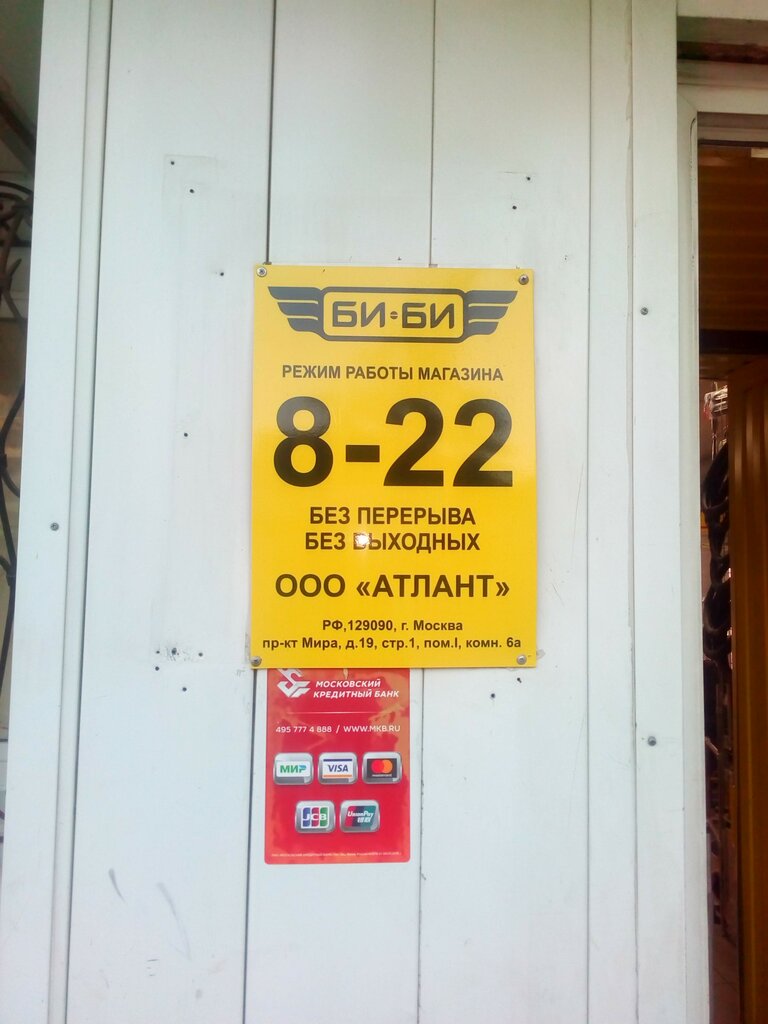 БИ-БИ
РЕЖИМ РАБОТЫ МАГАЗИНА
8-22
БЕЗ ПЕРЕРЫВА
БЕЗ ВЫХОДНЫХ
ООО «АТЛАНТ»
РФ,129090, г. Москва
пр-кт Мира, д.19, стр.1, пом.I, комн. 6а
МОСКОВСКИЙ
КРЕДИТНЫЙ БАНК
495 777 4 888 / WWW.MKB.RU
МИР VISA mastercard
JCB UnionPay